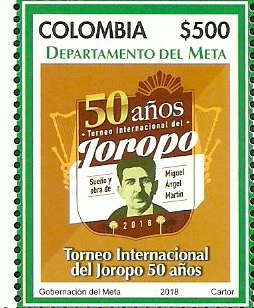 COLOMBIA $500
DEPARTAMENTO DEL META
50 años
Torneo Internacional del
Joropo
Sueño y
obra de
Miguel
Ángel
Martín
2018
Torneo Internacional
del Joropo 50 años
Gobernación del Meta 2018 Cartor